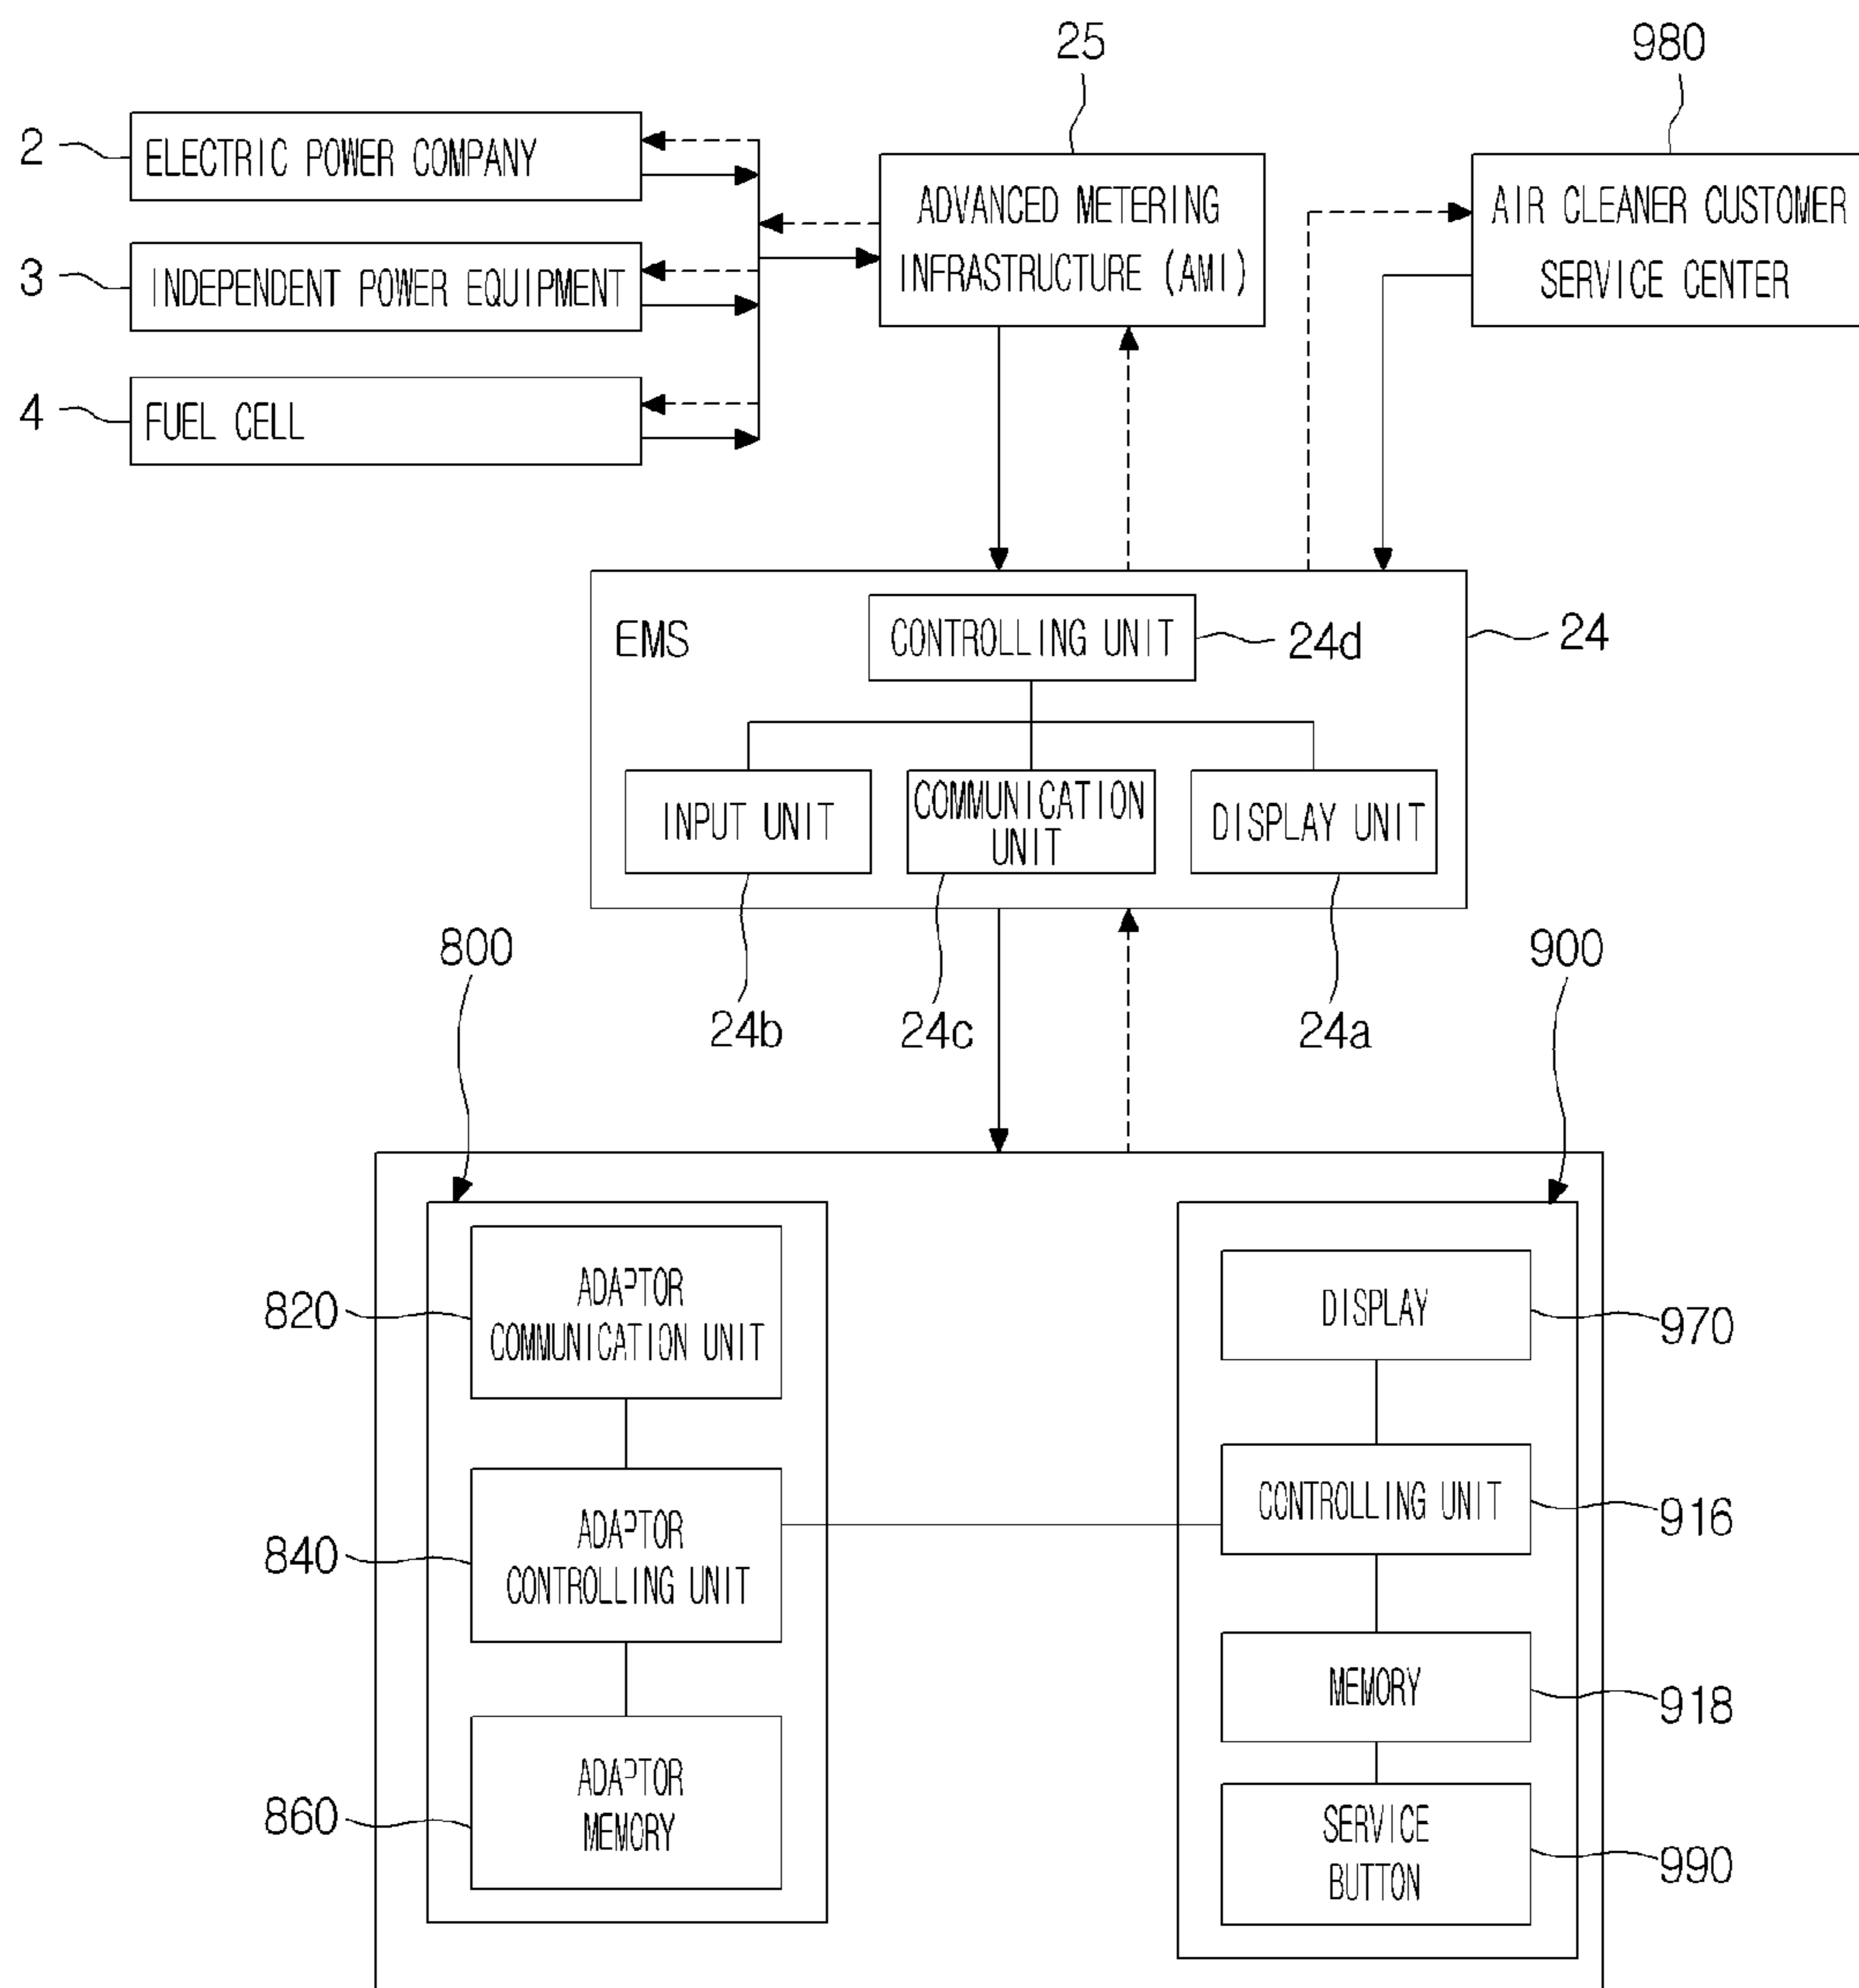 25
980
2
ELECTRIC POWER COMPANY
ADVANCED METERING
INFRASTRUCTURE (AMI)
AIR CLEANER CUSTOMER
SERVICE CENTER
3
INDEPENDENT POWER EQUIPMENT
4
FUEL CELL
EMS
CONTROLLING UNIT
24d
24
INPUT UNIT
COMMUNICATION
UNIT
DISPLAY UNIT
24b
24c
24a
800
900
820
ADAPTOR
COMMUNICATION UNIT
DISPLAY
970
840
ADAPTOR
CONTROLLING UNIT
CONTROLLING UNIT
916
MEMORY
918
860
ADAPTOR
MEMORY
SERVICE
BUTTON
990